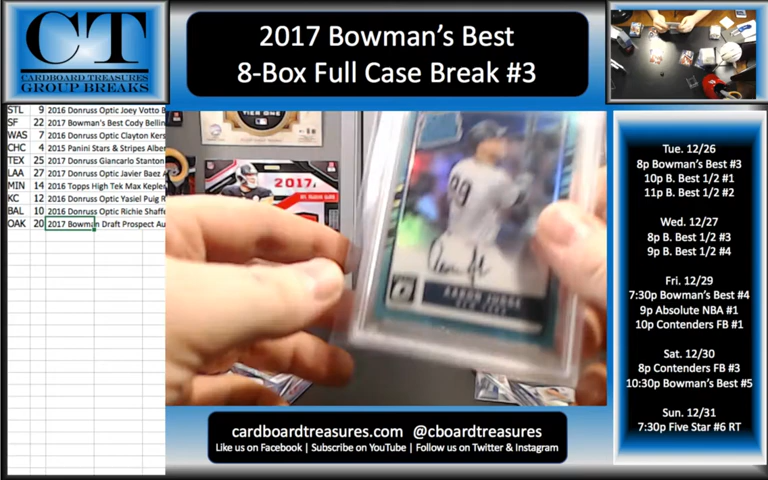 CT
CARDBOARD TREASURES
GROUP BREAKS
2017 Bowman's Best
8-Box Full Case Break #3
STL 9 2016 Donruss Optic Joey Votto B
SF 22 2017 Bowman's Best Cody Bellin
WAS 7 2016 Donruss Optic Clayton Kers
CHC 4 2015 Panini Stars & Stripes Alber
TEX 25 2017 Donruss Giancarlo Stanton
LAA 27 2017 Donruss Optic Javier Baez A
MIN 14 2016 Topps High Tek Max Keple
KC 12 2016 Donruss Optic Yasiel Puig R
BAL 10 2016 Donruss Optic Richie Shaffe
OAK 20 2017 Bowman Draft Prospect Au
TIER ONE
2017
99
AARON JUDGE
NEW YORK
Tue. 12/26
8p Bowman's Best #3
10p B. Best 1/2 #1
11p B. Best 1/2 #2
Wed. 12/27
8p B. Best 1/2 #3
9p B. Best 1/2 #4
Fri. 12/29
7:30p Bowman's Best #4
9p Absolute NBA #1
10p Contenders FB #1
Sat. 12/30
8p Contenders FB #3
10:30p Bowman's Best #5
Sun. 12/31
7:30p Five Star #6 RT
cardboardtreasures.com @cboardtreasures
Like us on Facebook | Subscribe on YouTube | Follow us on Twitter & Instagram